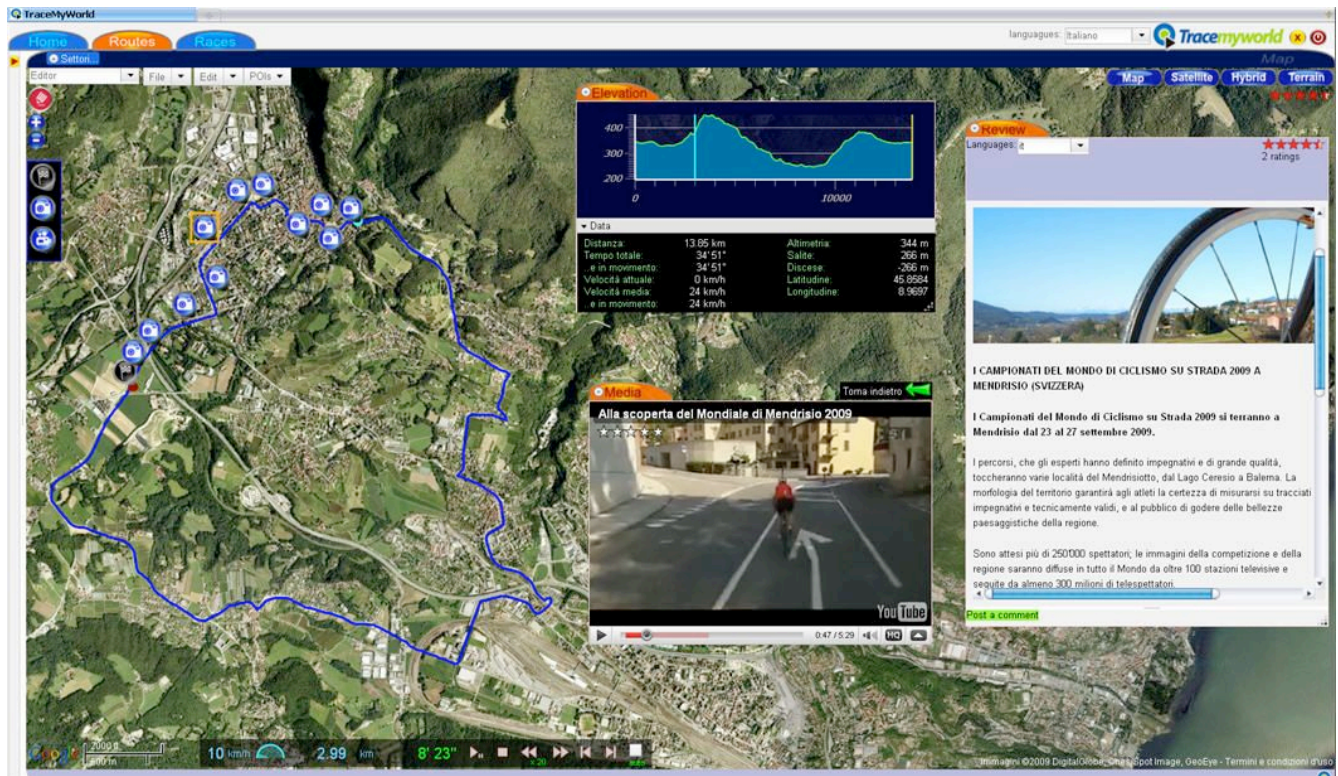 TraceMyWorld
Home
Routes
Races
languagues:
Italiano
Tracemyworld
Settori...
Map
Editor
File
Edit
POIs
Map
Satellite
Hybrid
Terrain
Elevation
400
300
200
0
10000
Data
Distanza: 13.85 km
Tempo totale: 34'51"
..e in movimento: 34'51"
Velocità attuale: 0 km/h
Velocità media: 24 km/h
..e in movimento: 24 km/h
Altimetria: 344 m
Salite: 266 m
Discese: -266 m
Latitudine: 45.8584
Longitudine: 8.9697
Review
Languages: it
2 ratings
I CAMPIONATI DEL MONDO DI CICLISMO SU STRADA 2009 A
MENDRISIO (SVIZZERA)
I Campionati del Mondo di Ciclismo su Strada 2009 si terranno a
Mendrisio dal 23 al 27 settembre 2009.
I percorsi, che gli esperti hanno definito impegnativi e di grande qualità,
toccheranno varie località del Mendrisiotto, dal Lago Ceresio a Balerna. La
morfologia del territorio garantirà agli atleti la certezza di misurarsi su tracciati
impegnativi e tecnicamente validi, e al pubblico di godere delle bellezze
paesaggistiche della regione.
Sono attesi più di 250'000 spettatori; le immagini della competizione e della
regione saranno diffuse in tutto il Mondo da oltre 100 stazioni televisive e
seguite da almeno 300 milioni di telespettatori.
Post a comment
Media
Torna indietro
Alla scoperta del Mondiale di Mendrisio 2009
YouTube
0:47 / 5:29
HQ
Google
2000 ft
500 m
10 km/h
2.99 km
8' 23"
x 20
Immagini ©2009 DigitalGlobe, Cnes/Spot Image, GeoEye - Termini e condizioni d'uso